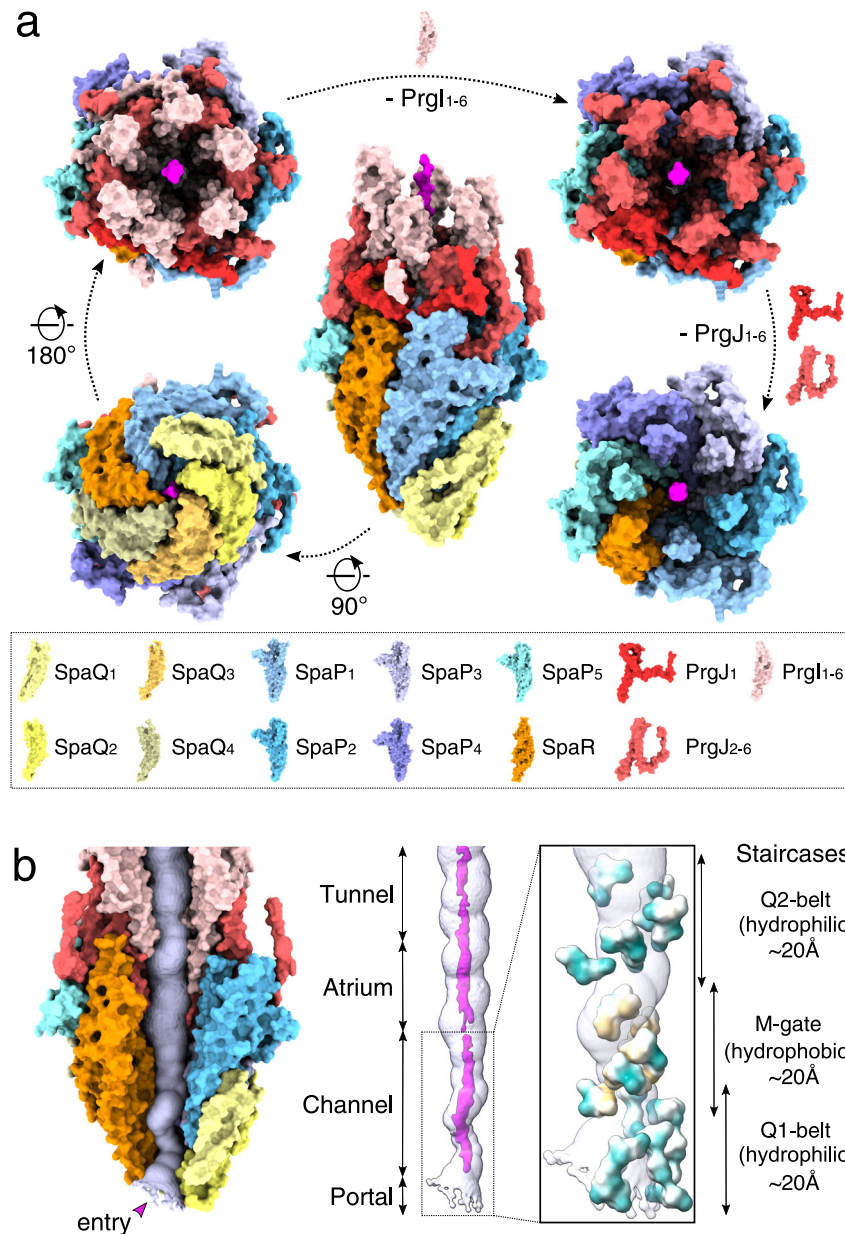 a
- PrgI1-6
180°
- PrgJ1-6
90°
SpaQ1 SpaQ3 SpaP1 SpaP3 SpaP5 PrgJ1 PrgI1-6
SpaQ2 SpaQ4 SpaP2 SpaP4 SpaR PrgJ2-6
b
entry
Tunnel
Atrium
Channel
Portal
Staircases
Q2-belt
(hydrophilic
~20Å
M-gate
(hydrophobic
~20Å
Q1-belt
(hydrophilic
~20Å